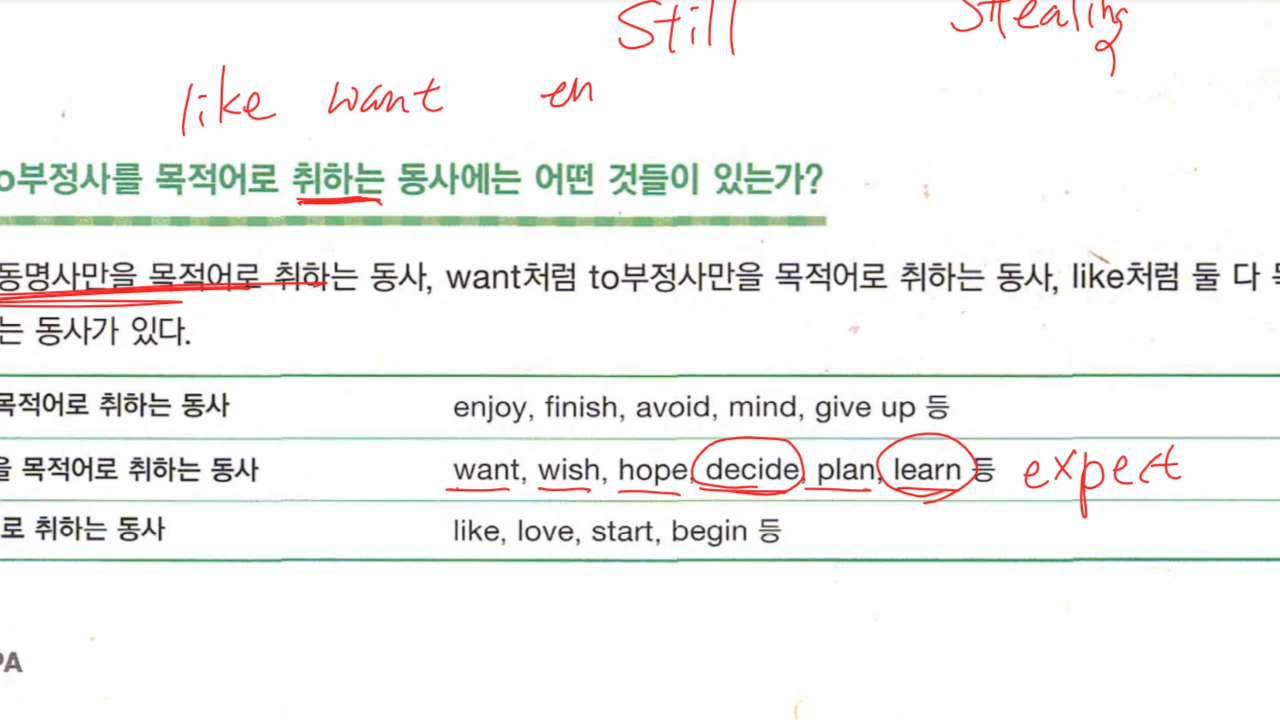 Still stealing
like want en
o부정사를 목적어로 취하는 동사에는 어떤 것들이 있는가?
동명사만을 목적어로 취하는 동사, want처럼 to부정사만을 목적어로 취하는 동사, like처럼 둘 다
는 동사가 있다.
목적어로 취하는 동사 enjoy, finish, avoid, mind, give up 등
을 목적어로 취하는 동사 want, wish, hope, decide, plan, learn 등 expect
로 취하는 동사 like, love, start, begin 등
PA